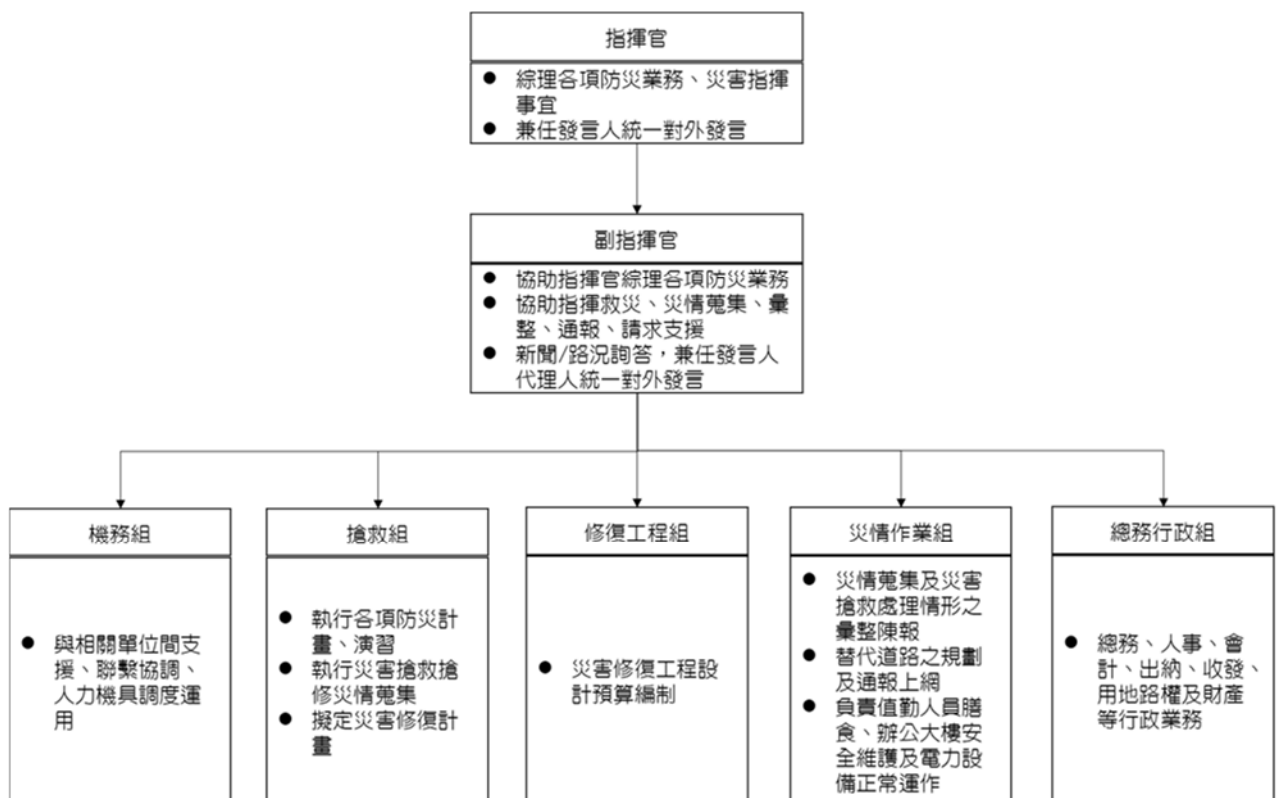 指揮官
● 綜理各項防災業務、災害指揮
事宜
● 兼任發言人統一對外發言
副指揮官
● 協助指揮官綜理各項防災業務
● 協助指揮救災、災情蒐集、彙
整、通報、請求支援
● 新聞/路況詢答，兼任發言人
代理人統一對外發言
機務組
● 與相關單位間支
援、聯繫協調、
人力機具調度運
用
搶救組
● 執行各項防災計
畫、演習
● 執行災害搶救搶
修災情蒐集
● 擬定災害修復計
畫
修復工程組
● 災害修復工程設
計預算編制
災情作業組
● 災情蒐集及災害
搶救處理情形之
彙整陳報
● 替代道路之規劃
及通報上網
● 負責值勤人員膳
食、辦公大樓安
全維護及電力設
備正常運作
總務行政組
● 總務、人事、會
計、出納、收發、
用地路權及財產
等行政業務